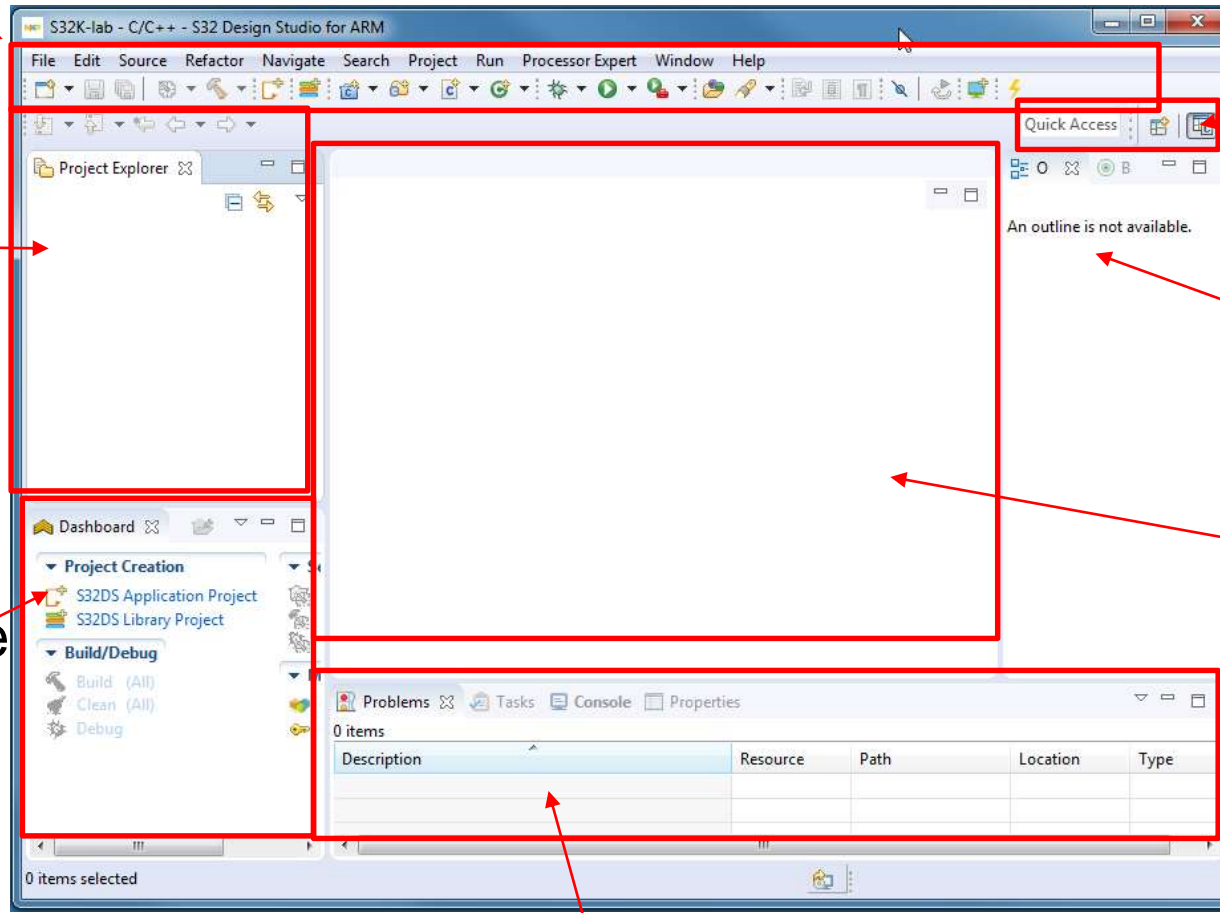 S32K-lab - C/C++ - S32 Design Studio for ARM
File Edit Source Refactor Navigate Search Project Run Processor Expert Window Help
Quick Access
Project Explorer
O B
An outline is not available.
Dashboard
Project Creation
S32DS Application Project
S32DS Library Project
Build/Debug
Build (All)
Clean (All)
Debug
e
Problems Tasks Console Properties
0 items
Description Resource Path Location Type
0 items selected